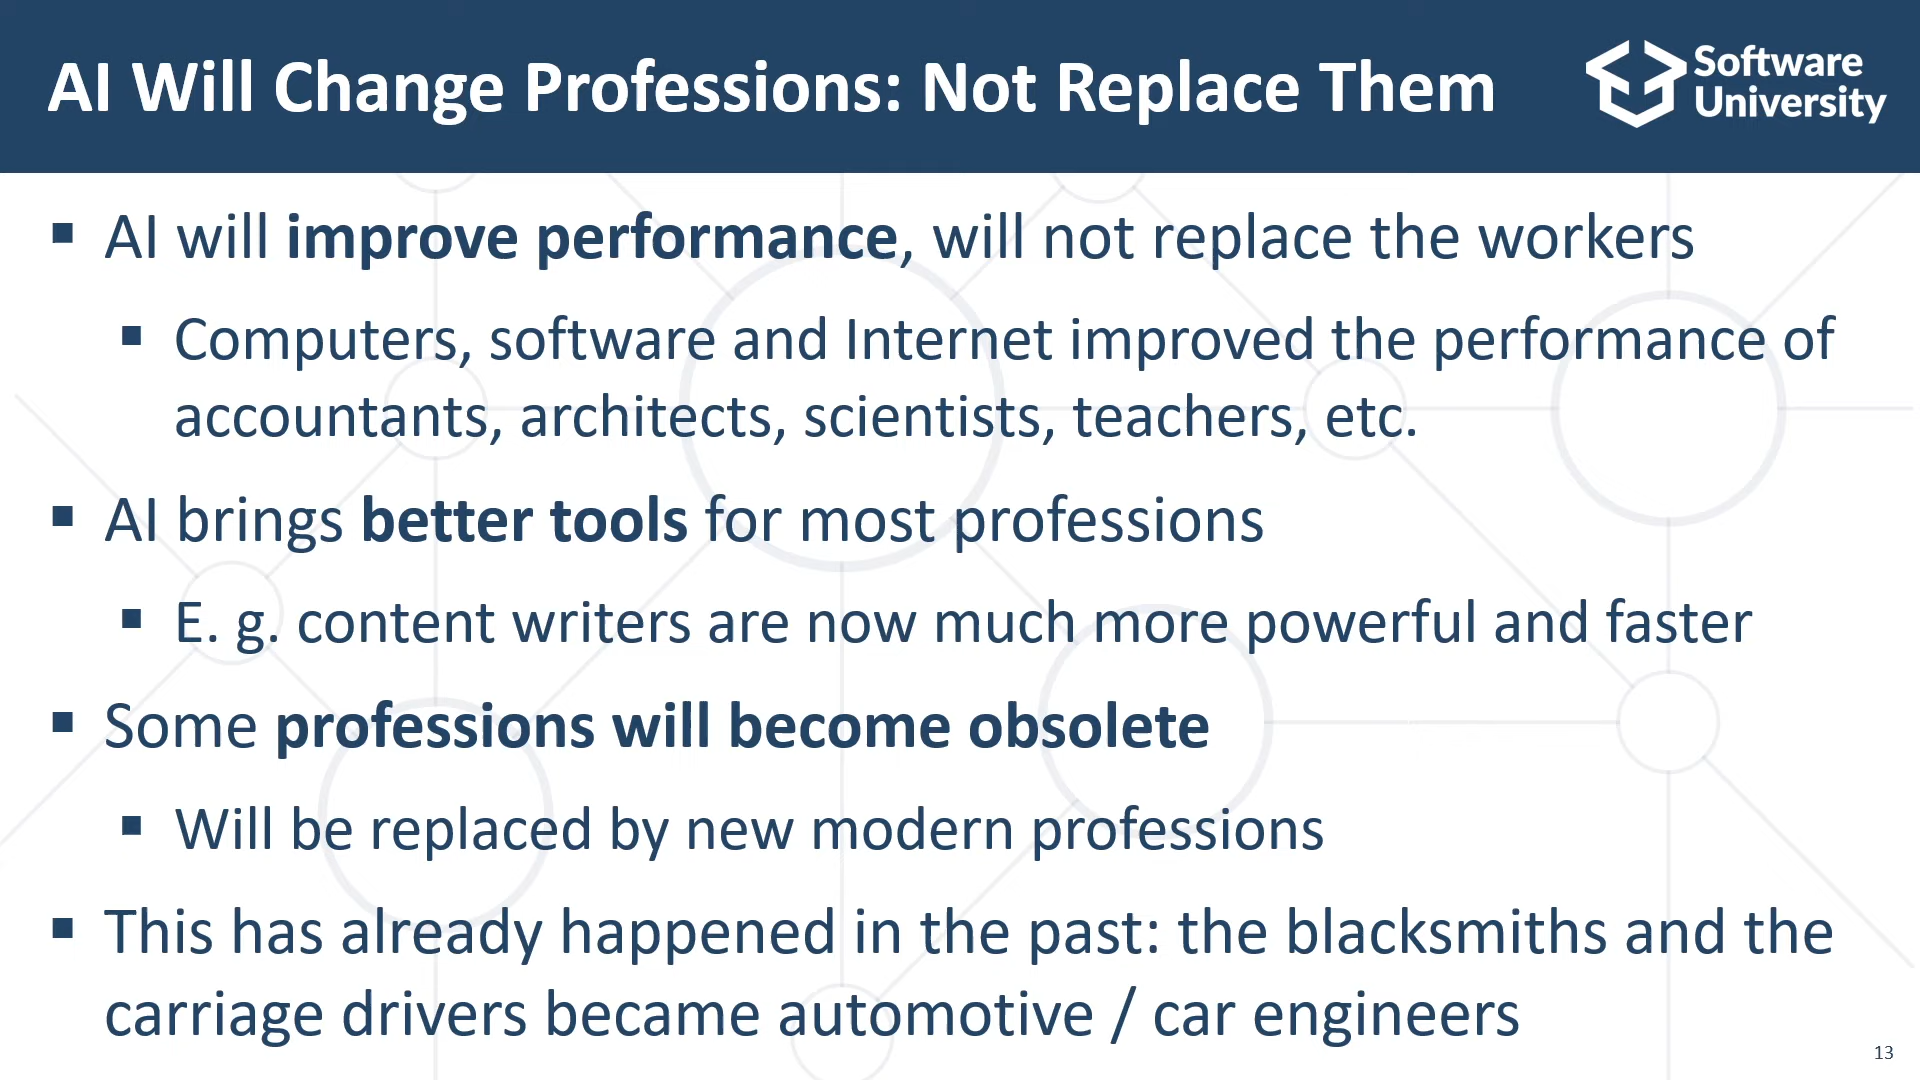 AI Will Change Professions: Not Replace Them
Software
University
▪ AI will improve performance, will not replace the workers
▪ Computers, software and Internet improved the performance of
accountants, architects, scientists, teachers, etc.
▪ AI brings better tools for most professions
▪ E. g. content writers are now much more powerful and faster
▪ Some professions will become obsolete
▪ Will be replaced by new modern professions
▪ This has already happened in the past: the blacksmiths and the
carriage drivers became automotive / car engineers
13